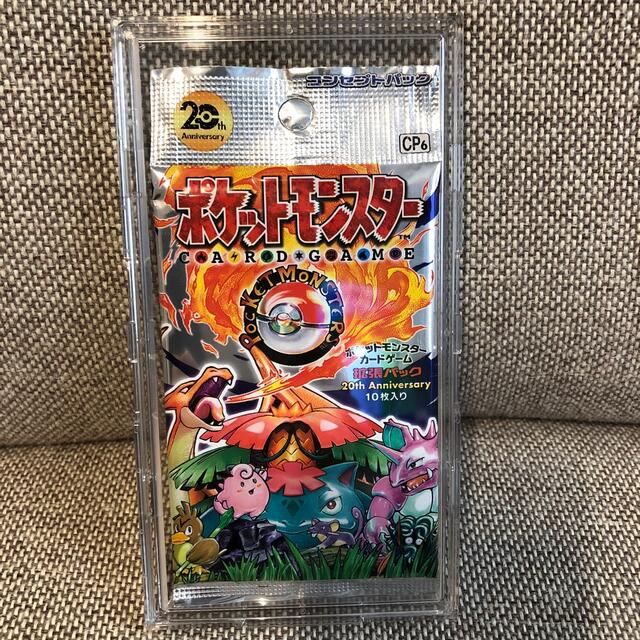 コンセプトパック
20th
Anniversary
CP6
ポケットモンスター
™
CARD GAME
POCKET MONSTERS
ポケットモンスター
カードゲーム
拡張パック
20th Anniversary
10枚入り